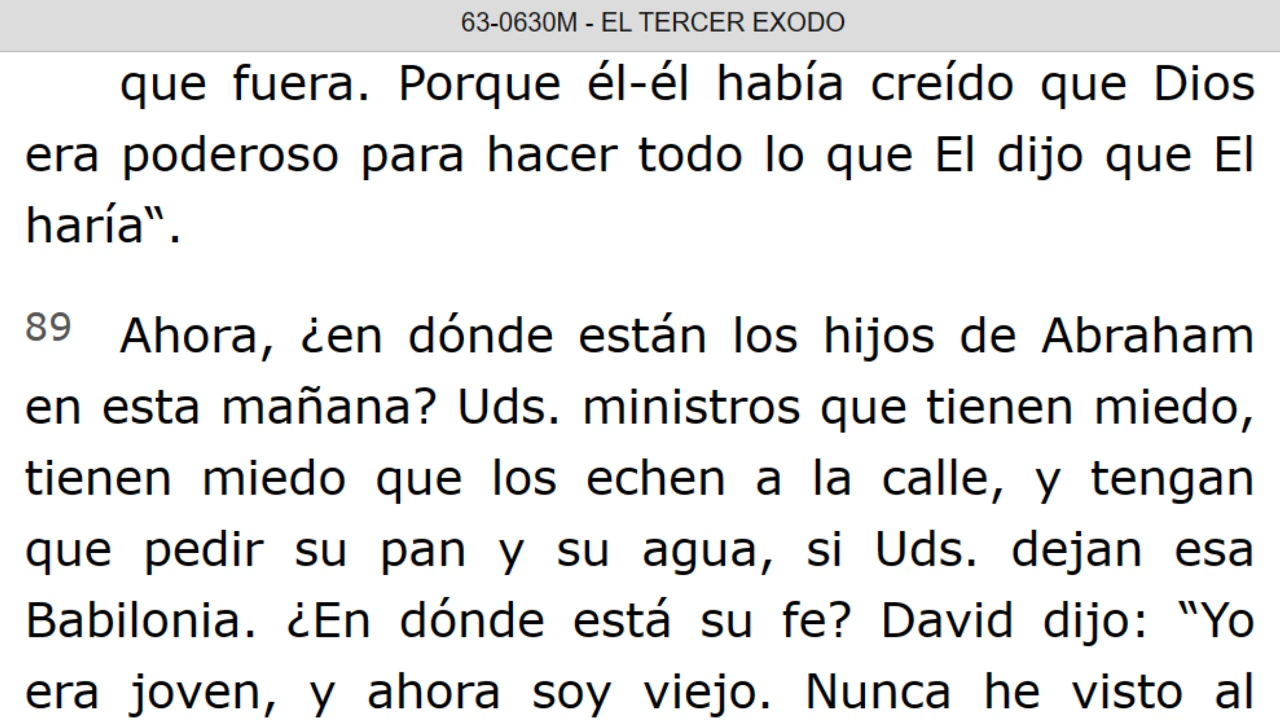 63-0630M - EL TERCER EXODO
que fuera. Porque él-él había creído que Dios
era poderoso para hacer todo lo que El dijo que El
haría“.
89 Ahora, ¿en dónde están los hijos de Abraham
en esta mañana? Uds. ministros que tienen miedo,
tienen miedo que los echen a la calle, y tengan
que pedir su pan y su agua, si Uds. dejan esa
Babilonia. ¿En dónde está su fe? David dijo: “Yo
era joven, y ahora soy viejo. Nunca he visto al